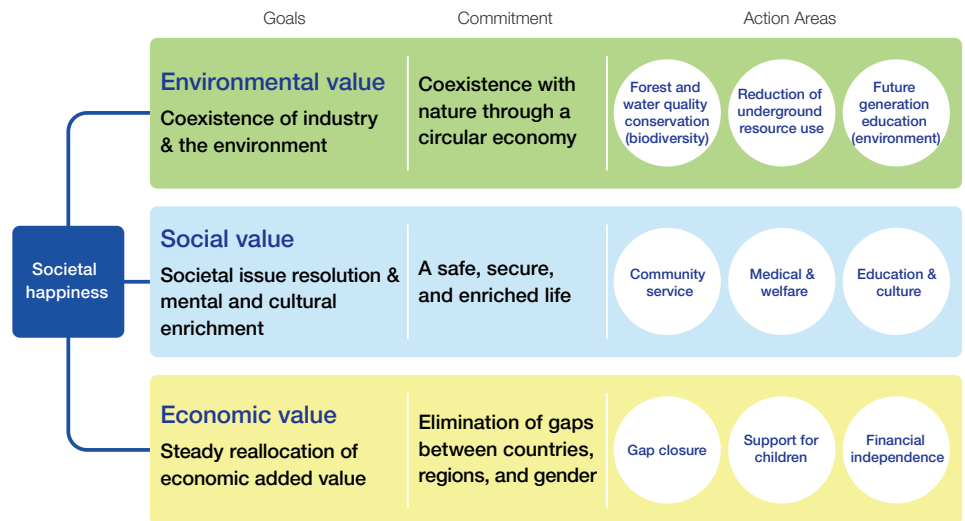 Goals
Commitment
Action Areas
Societal
happiness
Environmental value
Coexistence of industry
& the environment
Coexistence with
nature through a
circular economy
Forest and
water quality
conservation
(biodiversity)
Reduction of
underground
resource use
Future
generation
education
(environment)
Social value
Societal issue resolution &
mental and cultural
enrichment
A safe, secure,
and enriched life
Community
service
Medical &
welfare
Education &
culture
Economic value
Steady reallocation of
economic added value
Elimination of gaps
between countries,
regions, and gender
Gap closure
Support for
children
Financial
independence